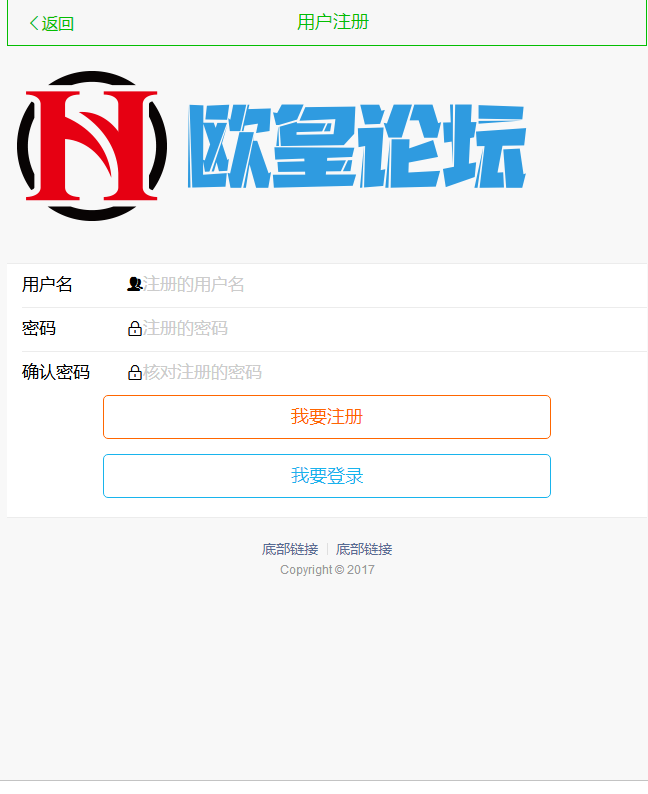 返回 用户注册
欧皇论坛
用户名 注册的用户名
密码 注册的密码
确认密码 核对注册的密码
我要注册
我要登录
底部链接 底部链接
Copyright © 2017